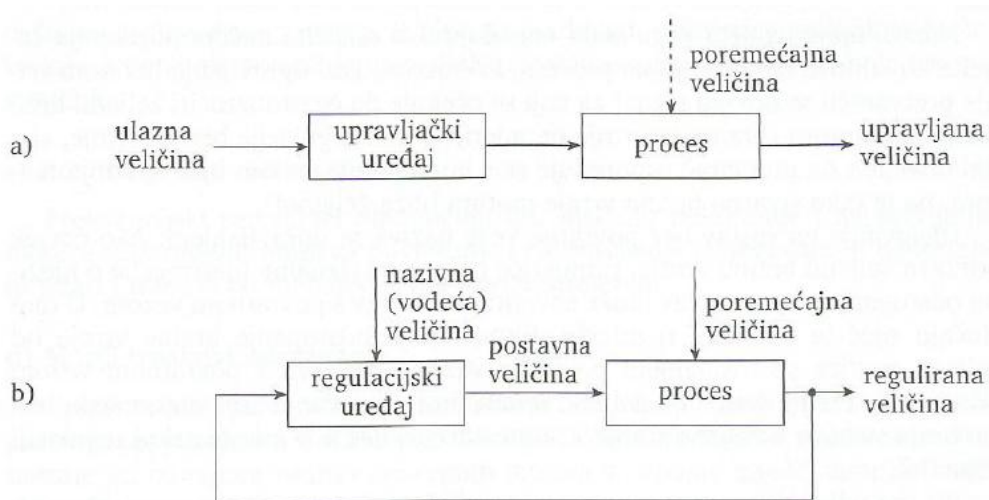 poremećajna
veličina
a)
ulazna
veličina
upravljački
uređaj
proces
upravljana
veličina
nazivna
(vodeća)
veličina
poremećajna
veličina
b)
regulacijski
uređaj
postavna
veličina
proces
regulirana
veličina